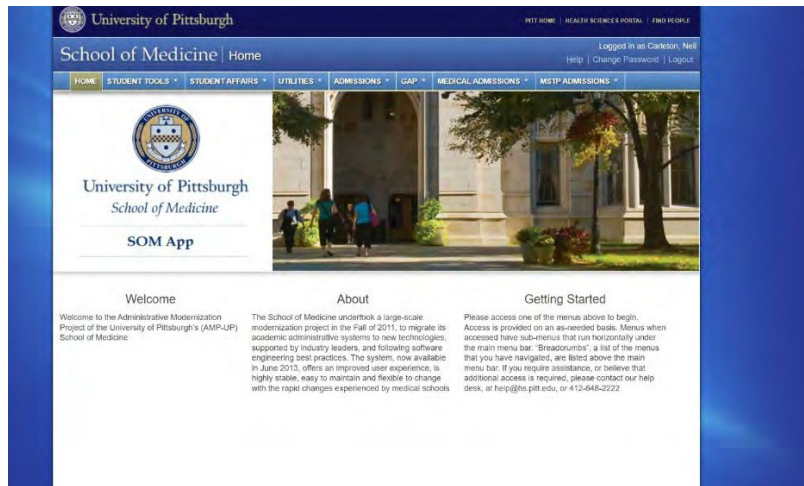 University of Pittsburgh
PITT HOME | HEALTH SCIENCES PORTAL | FIND PEOPLE
School of Medicine | Home
Logged in as Carleton, Neil
Help | Change Password | Logout
HOME STUDENT TOOLS STUDENT AFFAIRS UTILITIES ADMISSIONS GAP MEDICAL ADMISSIONS MSTP ADMISSIONS
University of Pittsburgh
School of Medicine
SOM App
Welcome
Welcome to the Administrative Modernization
Project of the University of Pittsburgh's (AMP-UP)
School of Medicine
About
The School of Medicine undertook a large-scale
modernization project in the Fall of 2011, to migrate its
academic administrative systems to new technologies,
supported by industry leaders, and following software
engineering best practices. The system, now available
in June 2013, offers an improved user experience, is
highly stable, easy to maintain and flexible to change
with the rapid changes experienced by medical schools
Getting Started
Please access one of the menus above to begin.
Access is provided on an as-needed basis. Menus when
accessed have sub-menus that run horizontally under
the main menu bar. "Breadcrumbs", a list of the menus
that you have navigated, are listed above the main
menu bar. If you require assistance, or believe that
additional access is required, please contact our help
desk, at help@hs.pitt.edu, or 412-648-2222